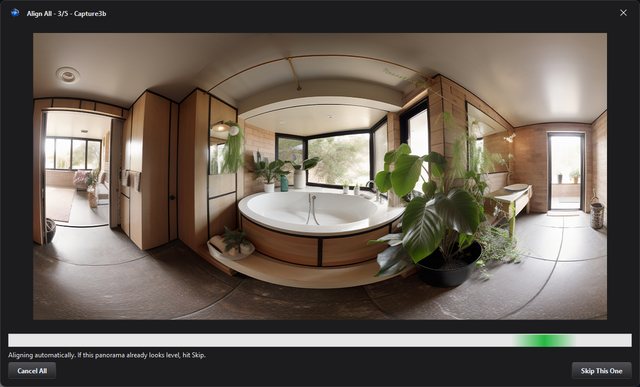 Align All - 3/5 - Capture3b
Aligning automatically. If this panorama already looks level, hit Skip.
Cancel All
Skip This One